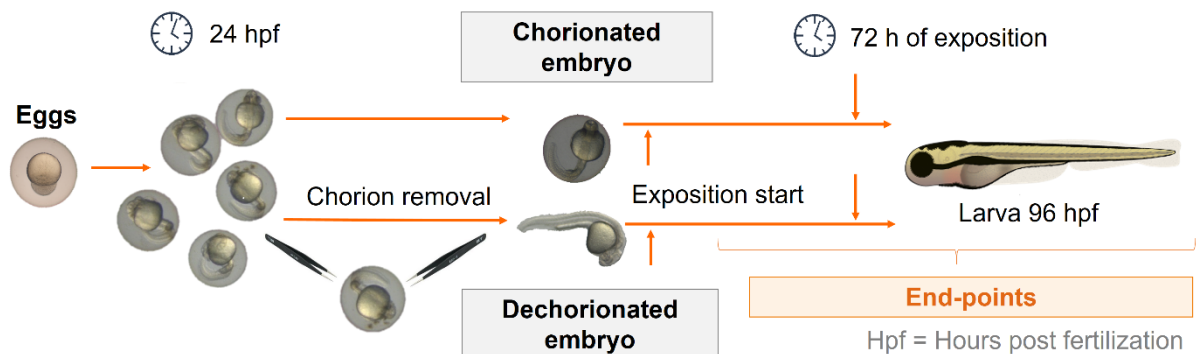 24 hpf
Chorionated
embryo
72 h of exposition
Eggs
Chorion removal
Exposition start
Larva 96 hpf
Dechorionated
embryo
End-points
Hpf = Hours post fertilization